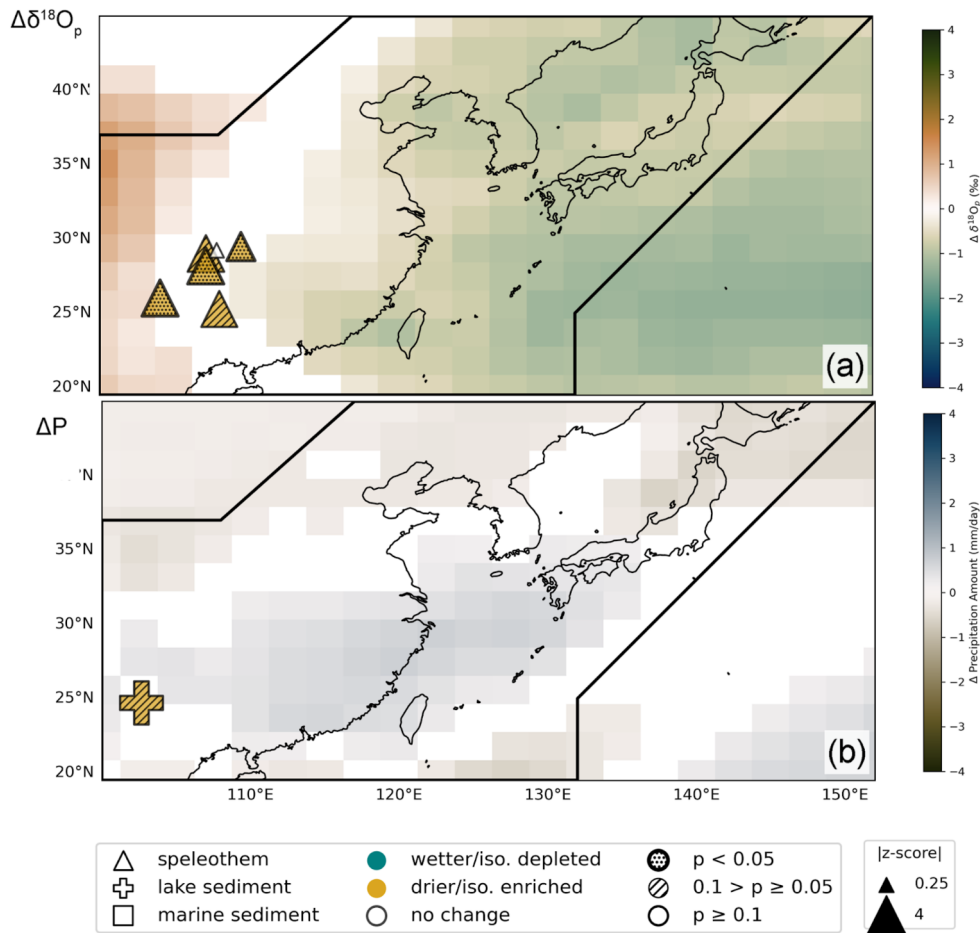 Δδ¹⁸Oₚ
40°N
35°N
30°N
25°N
20°N
(a)
4
3
2
1
0
−1
−2
−3
−4
Δ δ¹⁸Oₚ (‰)
ΔP
'N
35°N
30°N
25°N
20°N
110°E
120°E
130°E
140°E
150°E
(b)
4
3
2
1
0
−1
−2
−3
−4
Δ Precipitation Amount (mm/day)
speleothem
lake sediment
marine sediment
wetter/iso. depleted
drier/iso. enriched
no change
p < 0.05
0.1 > p ≥ 0.05
p ≥ 0.1
|z-score|
0.25
4